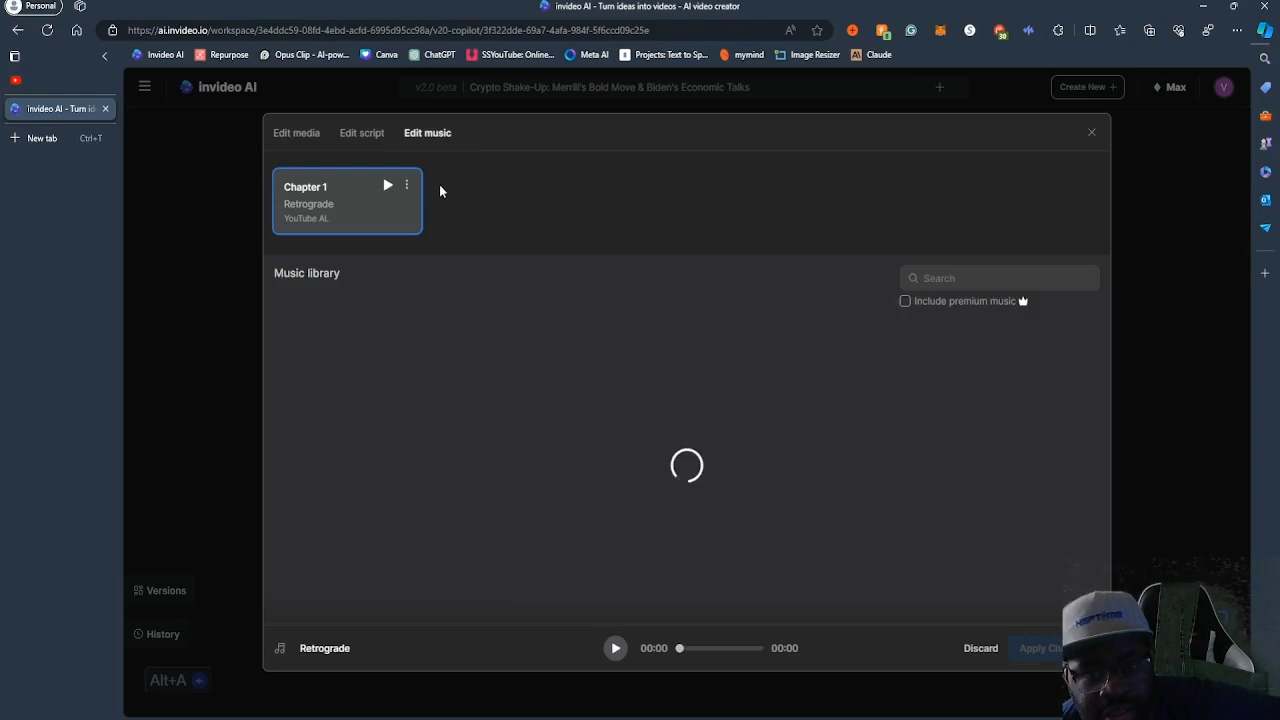 Personal
invideo AI - Turn ideas into videos - AI video creator
https://ai.invideo.io/workspace/3e4ddc59-08fd-4ebd-acfd-6995d95cc98a/v20-copilot/3f322dde-69a7-4afa-984f-5f6ccd09c25e
Invideo AI
Repurpose
Opus Clip - AI-pow...
Canva
ChatGPT
SSYouTube: Online...
Meta AI
Projects: Text to Sp...
mymind
Image Resizer
Claude
invideo AI - Turn id
New tab Ctrl+T
invideo AI
v2.0 beta
Crypto Shake-Up: Merrill's Bold Move & Biden's Economic Talks
Create New +
Max
V
Edit media
Edit script
Edit music
Chapter 1
Retrograde
YouTube AL
Music library
Search
Include premium music
Versions
History
Alt+A
Retrograde
00:00
00:00
Discard
Apply Ch